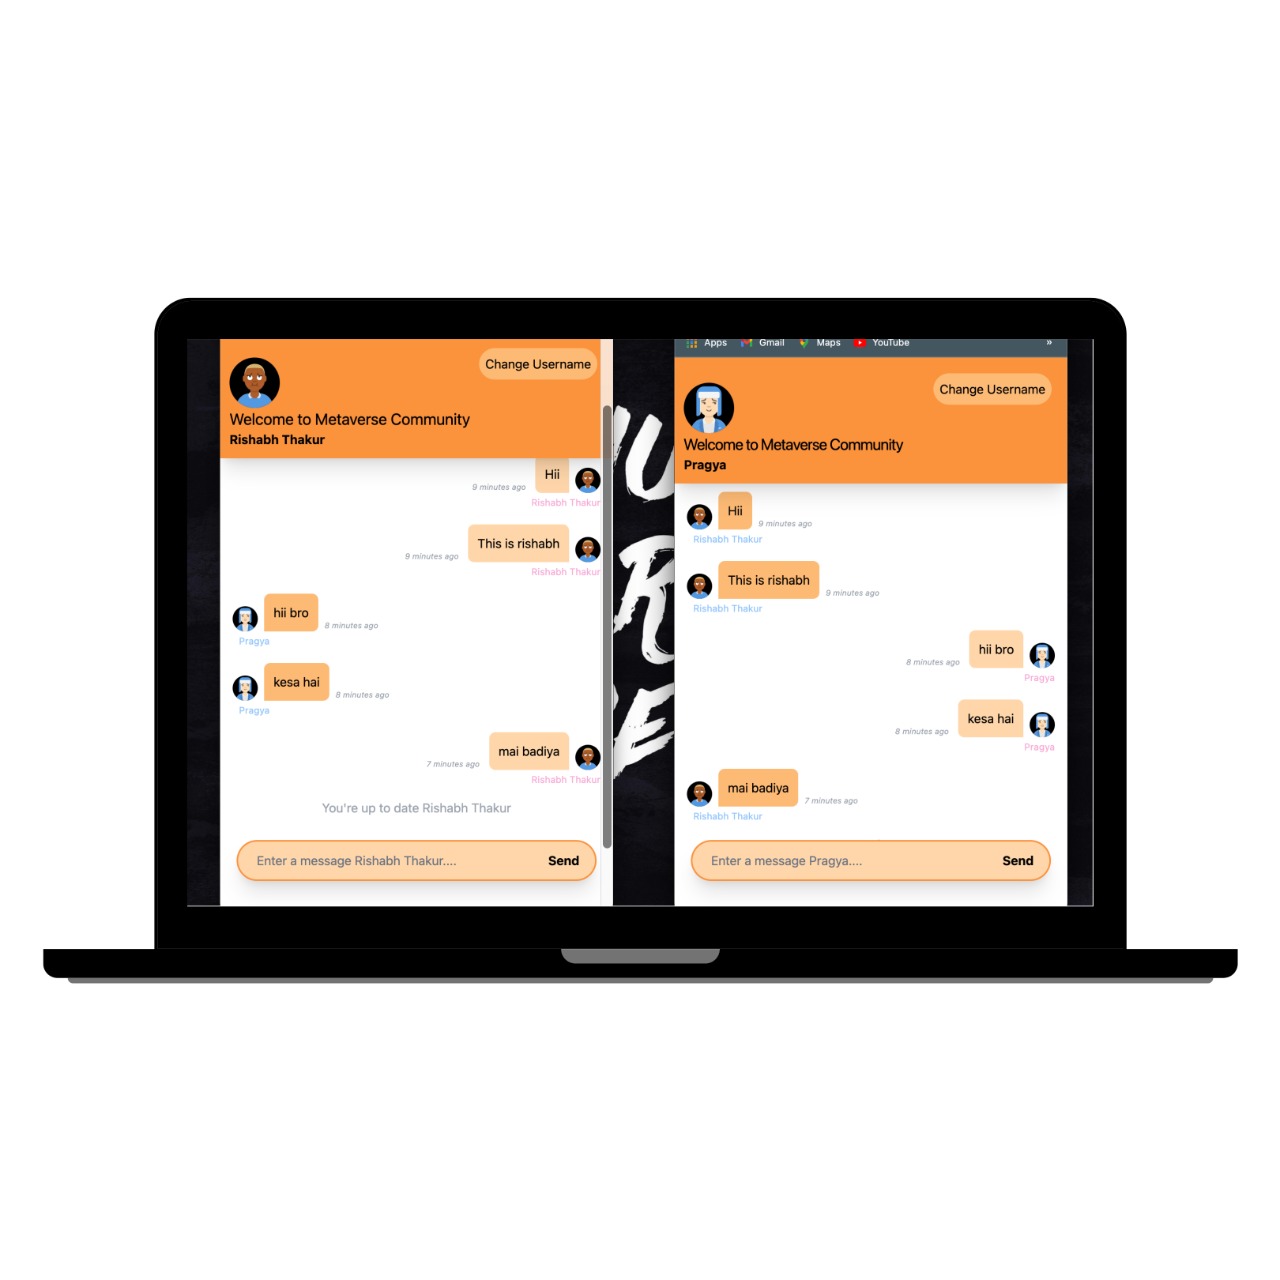 Change Username
Welcome to Metaverse Community
Rishabh Thakur
Hii
9 minutes ago
Rishabh Thakur
This is rishabh
9 minutes ago
Rishabh Thakur
hii bro
8 minutes ago
Pragya
kesa hai
8 minutes ago
Pragya
mai badiya
7 minutes ago
Rishabh Thakur
You're up to date Rishabh Thakur
Enter a message Rishabh Thakur....
Send
Apps Gmail Maps YouTube »
Change Username
Welcome to Metaverse Community
Pragya
Hii
9 minutes ago
Rishabh Thakur
This is rishabh
9 minutes ago
Rishabh Thakur
hii bro
8 minutes ago
Pragya
kesa hai
8 minutes ago
Pragya
mai badiya
7 minutes ago
Rishabh Thakur
Enter a message Pragya....
Send